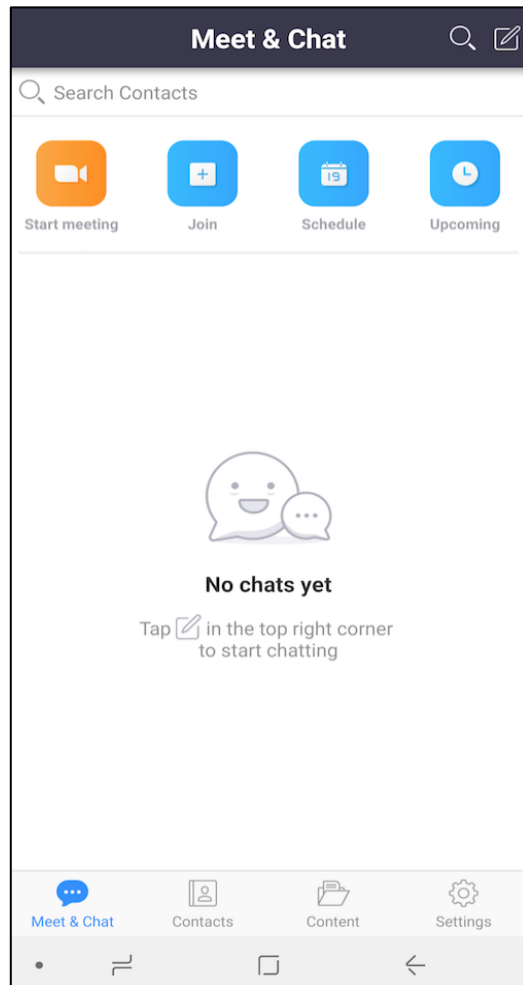 Meet & Chat
Search Contacts
Start meeting
Join
19
Schedule
Upcoming
No chats yet
Tap in the top right corner
to start chatting
Meet & Chat
Contacts
Content
Settings